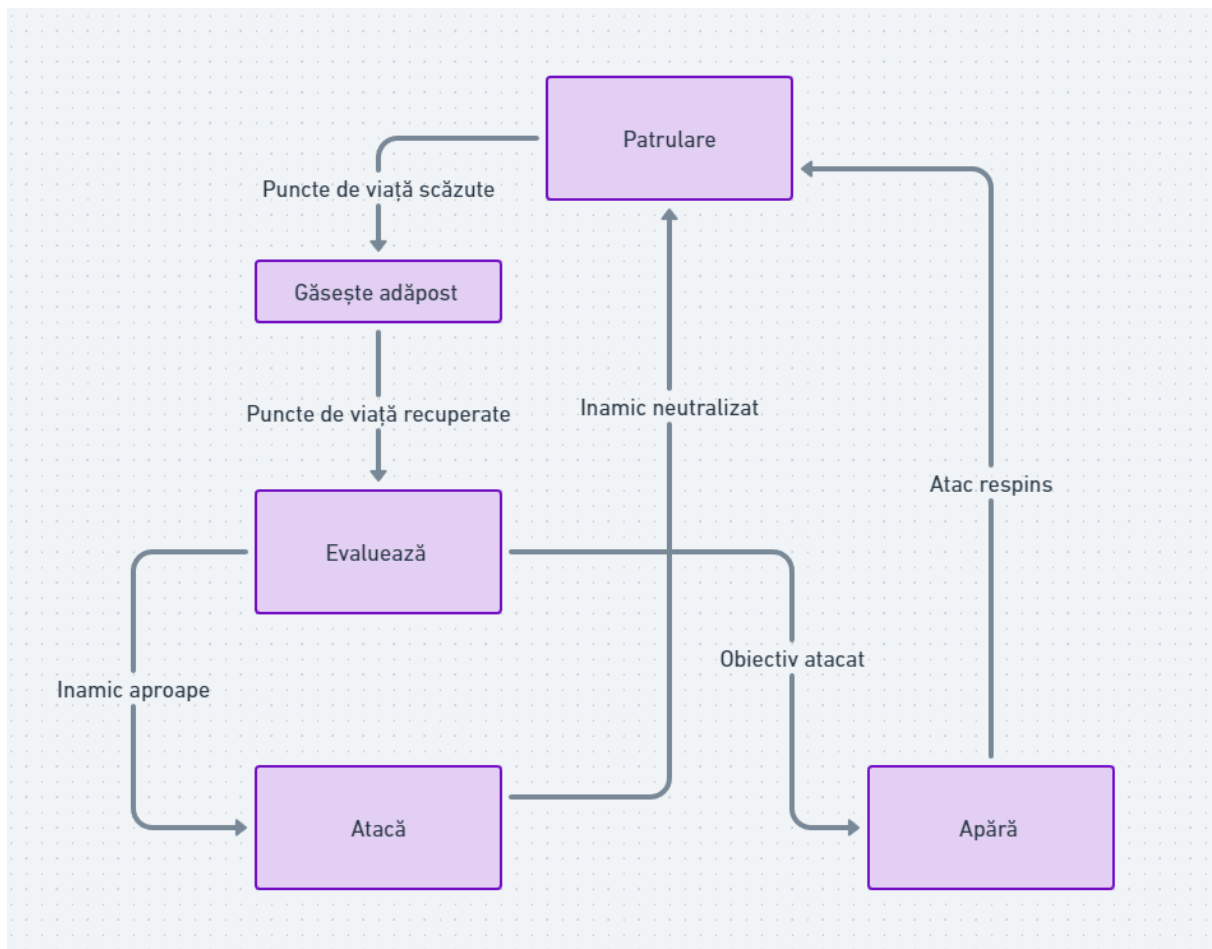 Patrulare
Puncte de viață scăzute
Găsește adăpost
Puncte de viață recuperate
Inamic neutralizat
Atac respins
Evaluează
Obiectiv atacat
Inamic aproape
Atacă
Apără